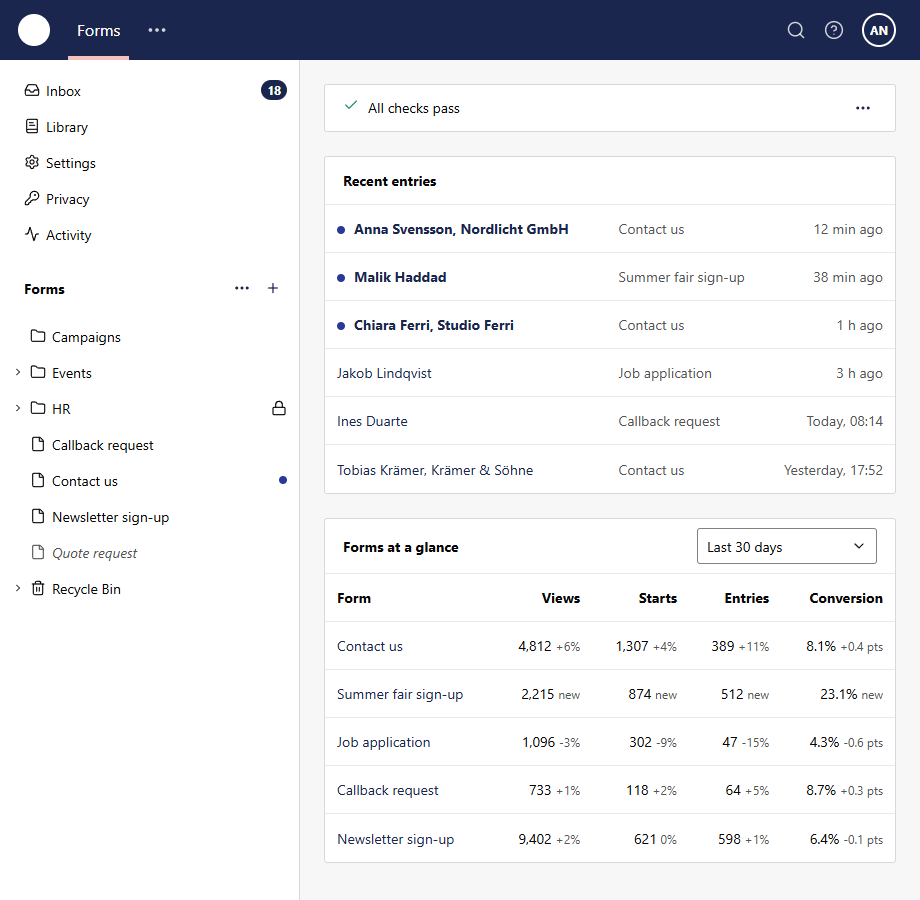 Forms
AN
Inbox 18
Library
Settings
Privacy
Activity
Forms
Campaigns
Events
HR
Callback request
Contact us
Newsletter sign-up
Quote request
Recycle Bin
All checks pass
Recent entries
Anna Svensson, Nordlicht GmbH Contact us 12 min ago
Malik Haddad Summer fair sign-up 38 min ago
Chiara Ferri, Studio Ferri Contact us 1 h ago
Jakob Lindqvist Job application 3 h ago
Ines Duarte Callback request Today, 08:14
Tobias Krämer, Krämer & Söhne Contact us Yesterday, 17:52
Forms at a glance Last 30 days
Form Views Starts Entries Conversion
Contact us 4,812 +6% 1,307 +4% 389 +11% 8.1% +0.4 pts
Summer fair sign-up 2,215 new 874 new 512 new 23.1% new
Job application 1,096 -3% 302 -9% 47 -15% 4.3% -0.6 pts
Callback request 733 +1% 118 +2% 64 +5% 8.7% +0.3 pts
Newsletter sign-up 9,402 +2% 621 0% 598 +1% 6.4% -0.1 pts